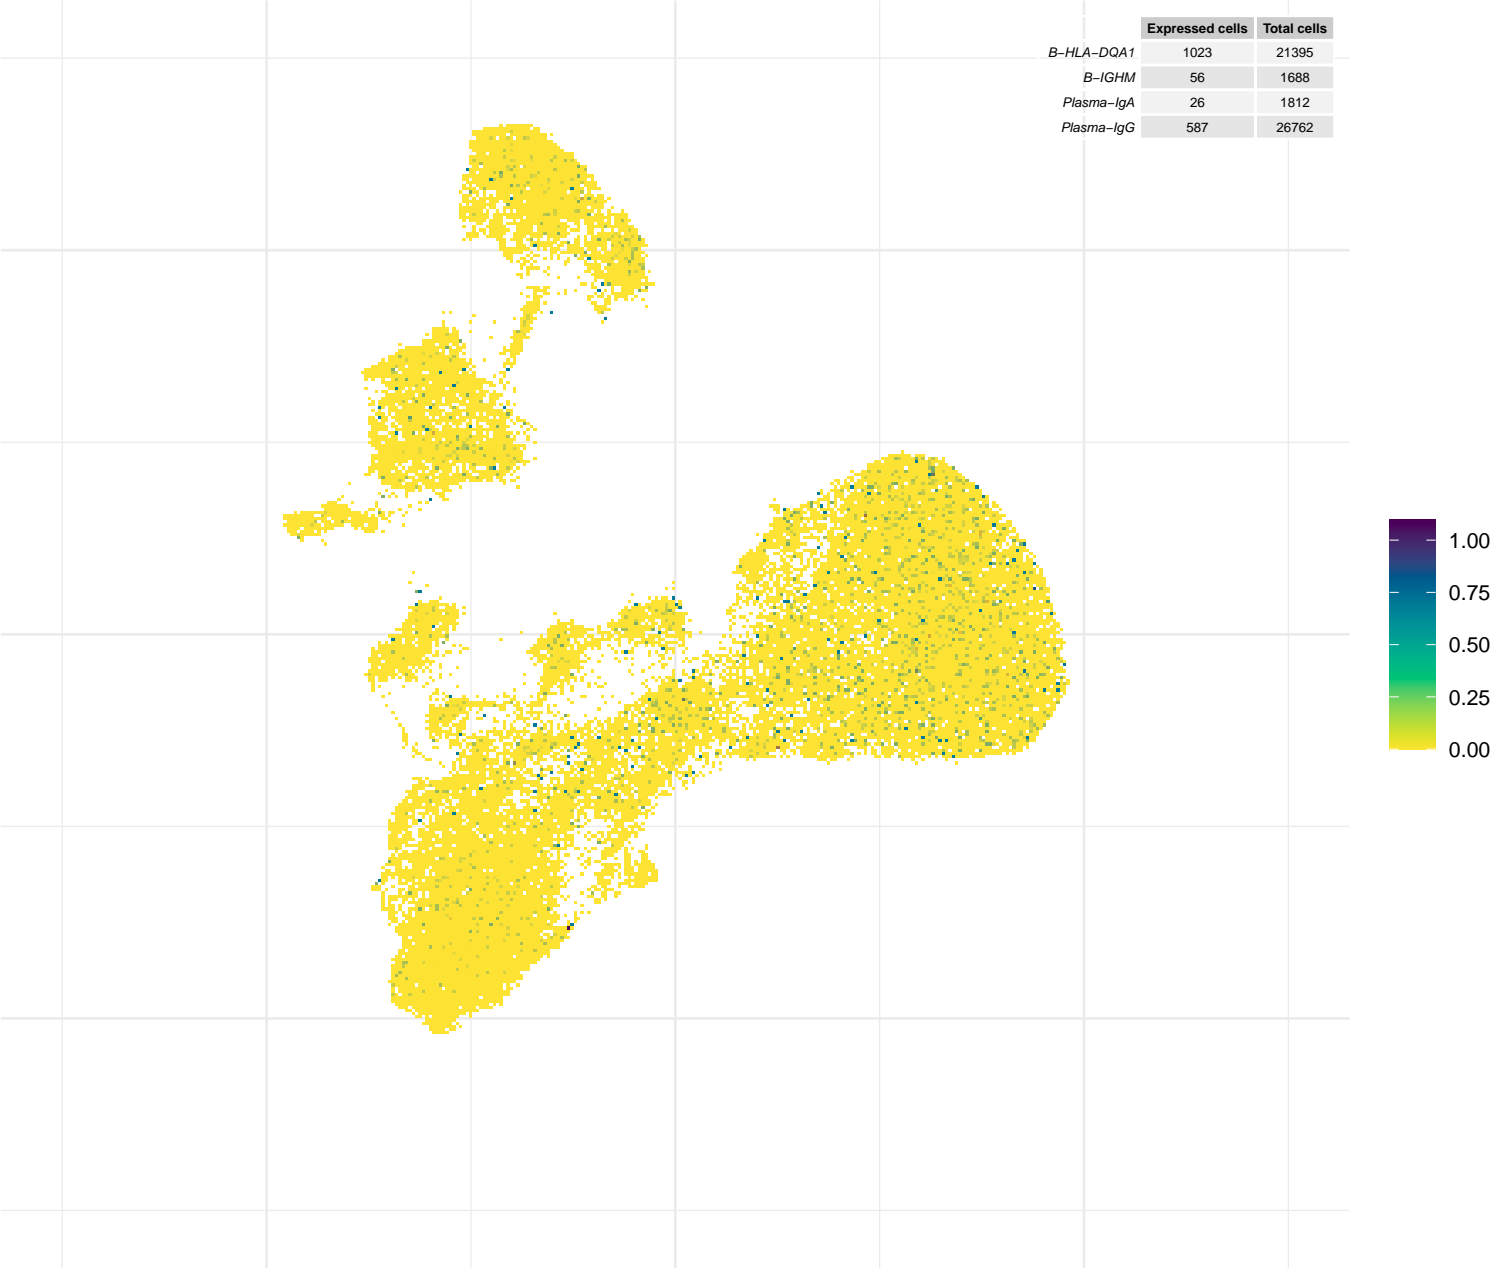 Expressed cells Total cells
B−HLA−DQA1 1023 21395
B−IGHM 56 1688
Plasma−IgA 26 1812
Plasma−IgG 587 26762
1.00
0.75
0.50
0.25
0.00